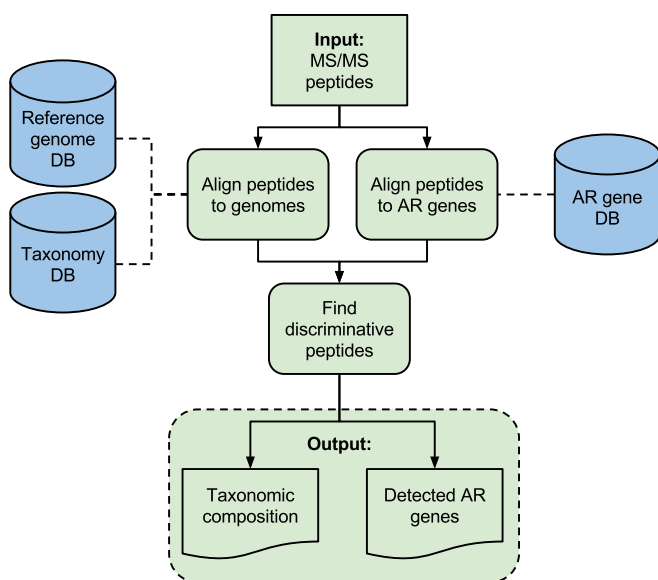 Input:
MS/MS
peptides
Reference
genome
DB
Taxonomy
DB
Align peptides
to genomes
Align peptides
to AR genes
AR gene
DB
Find
discriminative
peptides
Output:
Taxonomic
composition
Detected AR
genes